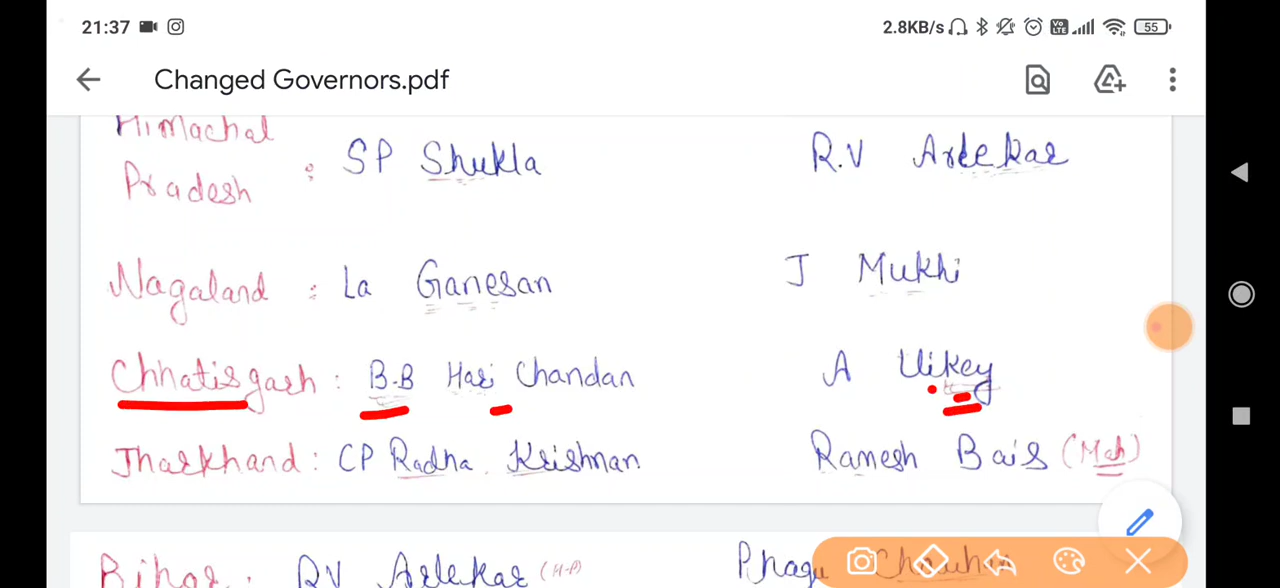 21:37 2.8KB/s 55
Changed Governors.pdf
Himachal
Pradesh : SP Shukla R.V Arlekar
Nagaland : La Ganesan J Mukhi
Chhatisgarh : B.B Hari Chandan A Uikey
Jharkhand : CP Radha Krishnan Ramesh Bais (Mah)
Bihar : RV Arlekar (H.P) Phagu Chauhan